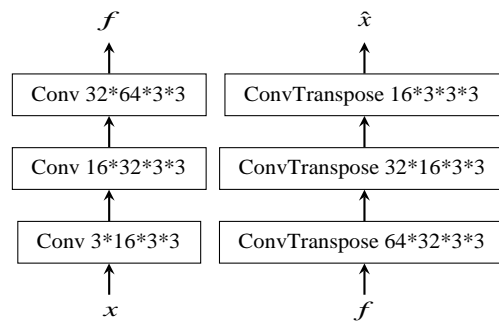 f
Conv 32*64*3*3
Conv 16*32*3*3
Conv 3*16*3*3
x
x̂
ConvTranspose 16*3*3*3
ConvTranspose 32*16*3*3
ConvTranspose 64*32*3*3
f